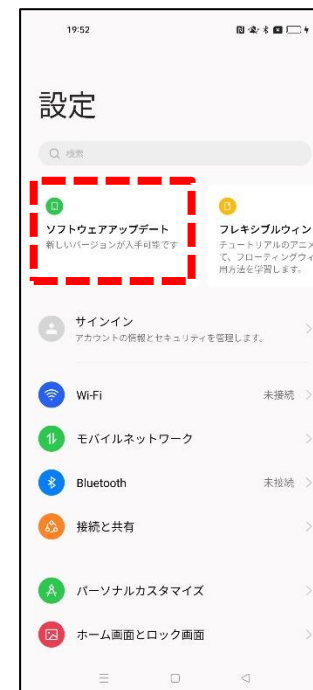 19:52
設定
検索
ソフトウェアアップデート
新しいバージョンが入手可能です
フレキシブルウィン
チュートリアルのアニメ
て、フローティングウィ
用方法を学習します。
サインイン
アカウントの情報とセキュリティを管理します。
Wi-Fi
未接続
モバイルネットワーク
Bluetooth
未接続
接続と共有
パーソナルカスタマイズ
ホーム画面とロック画面